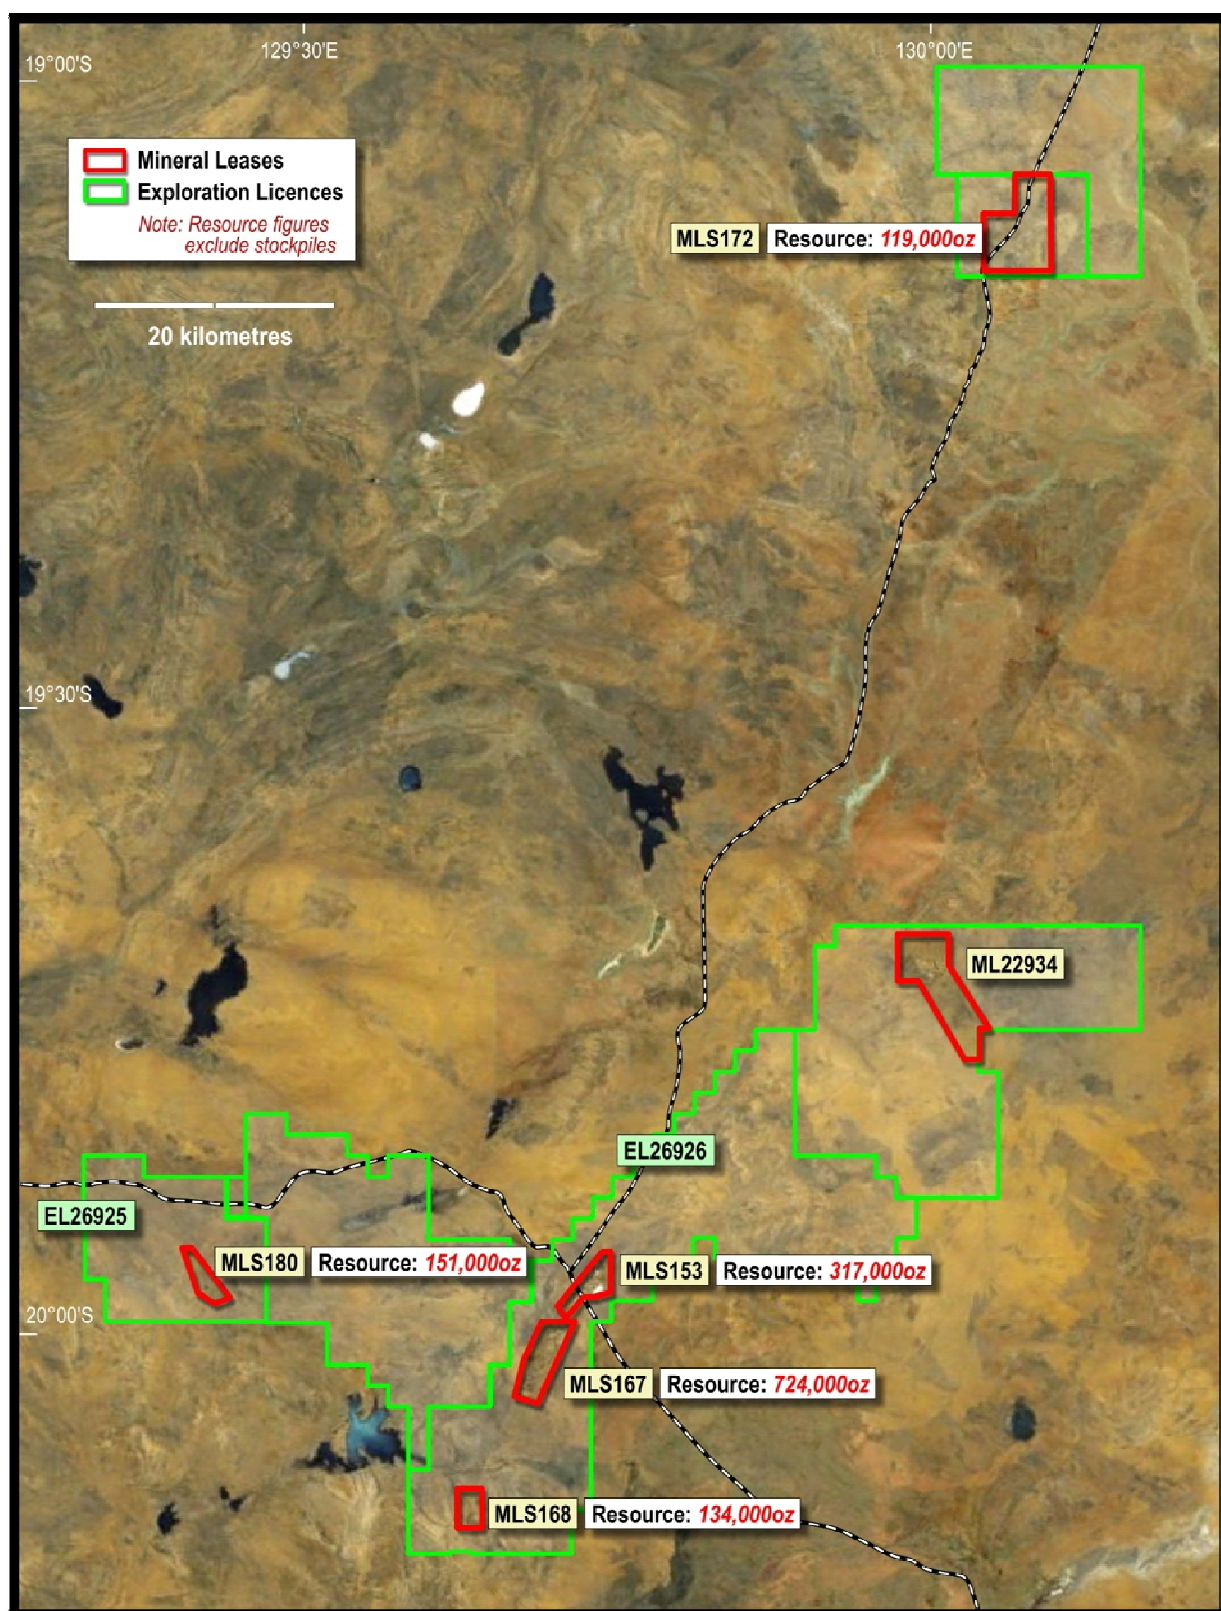 129°30'E
130°00'E
19°00'S
Mineral Leases
Exploration Licences
Note: Resource figures
exclude stockpiles
MLS172
Resource: 119,000oz
20 kilometres
19°30'S
ML22934
EL26926
EL26925
MLS180
Resource: 151,000oz
MLS153
Resource: 317,000oz
20°00'S
MLS167
Resource: 724,000oz
MLS168
Resource: 134,000oz